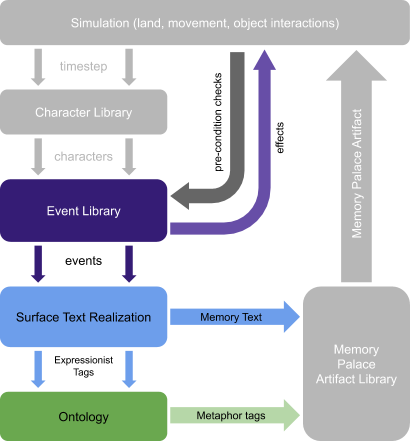 Simulation (land, movement, object interactions)
timestep
Character Library
characters
pre-condition checks
effects
Memory Palace Artifact
Event Library
events
Surface Text Realization
Memory Text
Expressionist
Tags
Memory
Palace
Artifact Library
Ontology
Metaphor tags